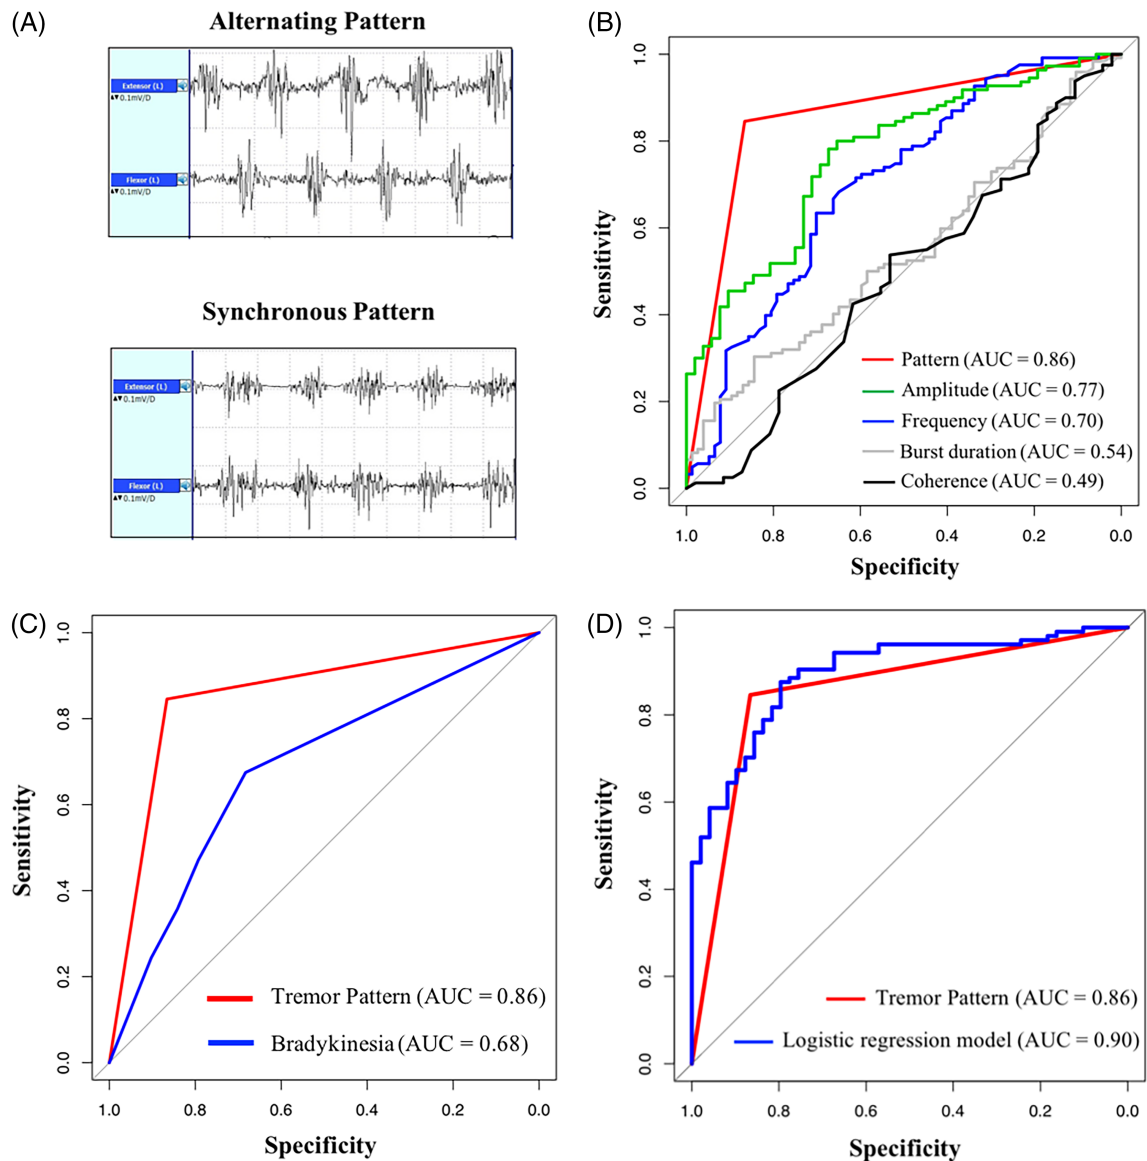 (A)
Alternating Pattern
Extensor (L)
▲▼0.1mV/D
Flexor (L)
▲▼0.1mV/D
Synchronous Pattern
Extensor (L)
▲▼0.1mV/D
Flexor (L)
▲▼0.1mV/D
(B)
Sensitivity
1.0
0.8
0.6
0.4
0.2
0.0
Pattern (AUC = 0.86)
Amplitude (AUC = 0.77)
Frequency (AUC = 0.70)
Burst duration (AUC = 0.54)
Coherence (AUC = 0.49)
1.0 0.8 0.6 0.4 0.2 0.0
Specificity
(C)
Sensitivity
1.0
0.8
0.6
0.4
0.2
0.0
Tremor Pattern (AUC = 0.86)
Bradykinesia (AUC = 0.68)
1.0 0.8 0.6 0.4 0.2 0.0
Specificity
(D)
Sensitivity
1.0
0.8
0.6
0.4
0.2
0.0
Tremor Pattern (AUC = 0.86)
Logistic regression model (AUC = 0.90)
1.0 0.8 0.6 0.4 0.2 0.0
Specificity